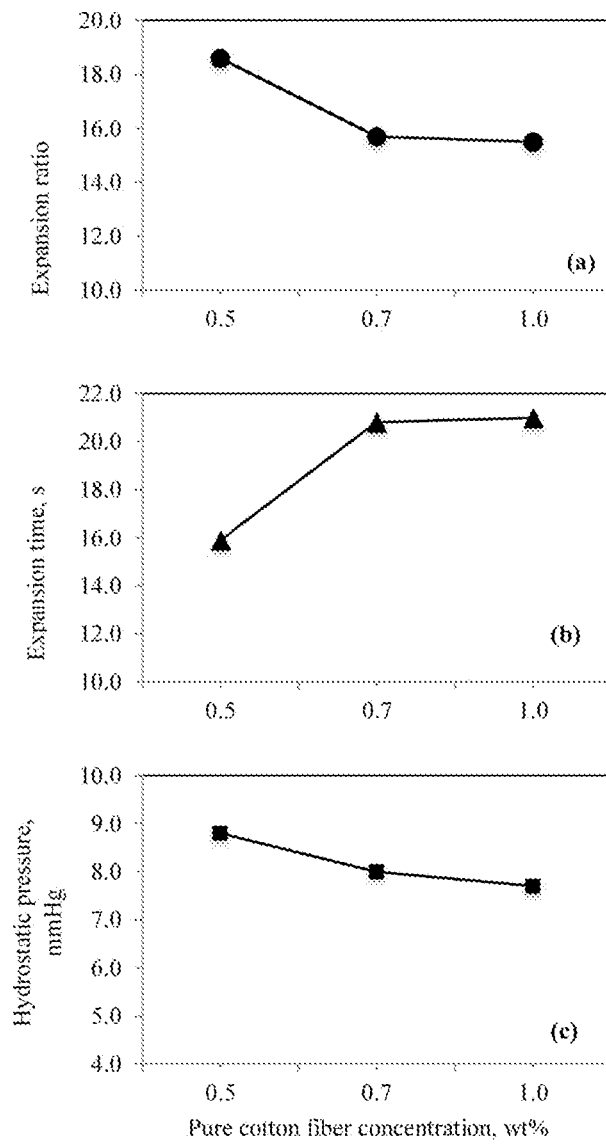 20.0
18.0
16.0
14.0
12.0
10.0
Expansion ratio
(a)
0.5 0.7 1.0
22.0
20.0
18.0
16.0
14.0
12.0
10.0
Expansion time, s
(b)
0.5 0.7 1.0
10.0
9.0
8.0
7.0
6.0
5.0
4.0
Hydrostatic pressure,
mmHg
(c)
0.5 0.7 1.0
Pure cotton fiber concentration, wt%